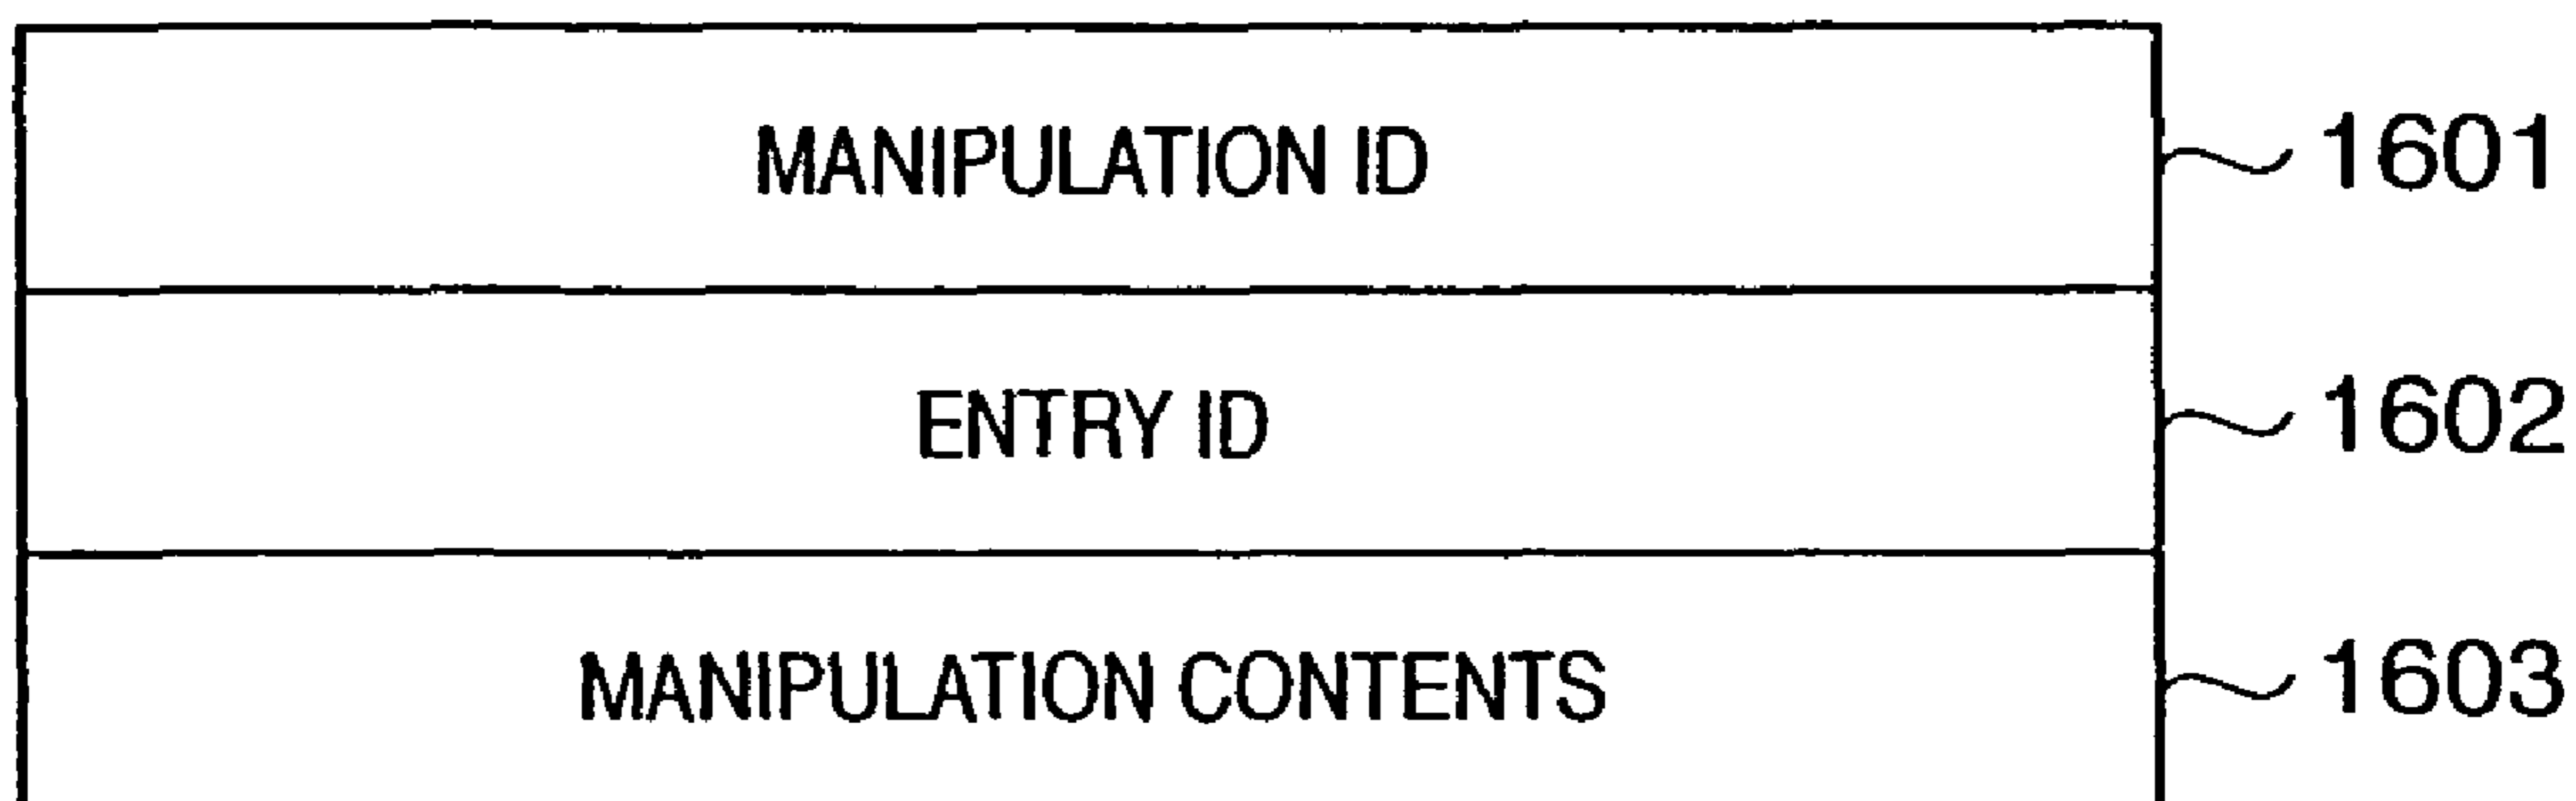 MANIPULATION ID 1601
ENTRY ID 1602
MANIPULATION CONTENTS 1603